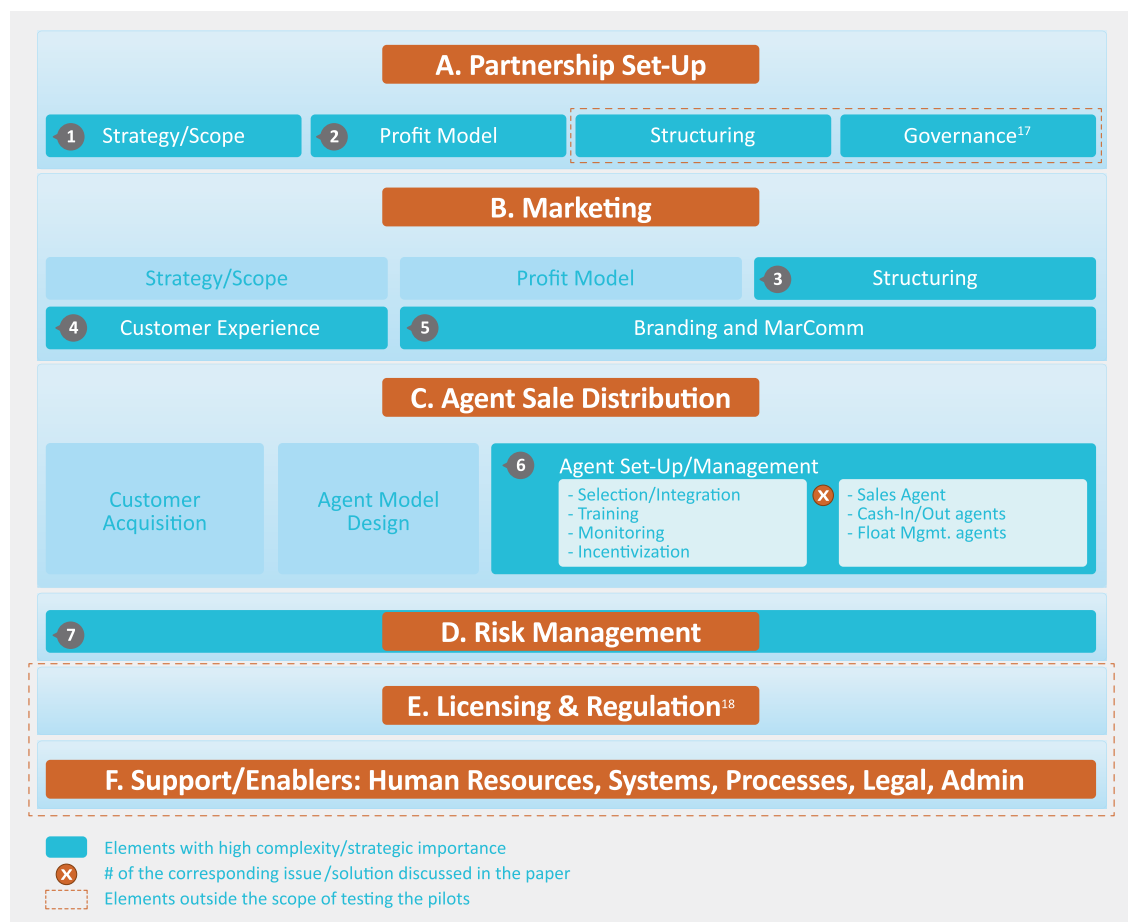 A. Partnership Set-Up
1 Strategy/Scope
2 Profit Model
Structuring
Governance17
B. Marketing
Strategy/Scope
Profit Model
3 Structuring
4 Customer Experience
5 Branding and MarComm
C. Agent Sale Distribution
Customer
Acquisition
Agent Model
Design
6 Agent Set-Up/Management
- Selection/Integration
- Training
- Monitoring
- Incentivization
X
- Sales Agent
- Cash-In/Out agents
- Float Mgmt. agents
7 D. Risk Management
E. Licensing & Regulation18
F. Support/Enablers: Human Resources, Systems, Processes, Legal, Admin
Elements with high complexity/strategic importance
X # of the corresponding issue/solution discussed in the paper
Elements outside the scope of testing the pilots